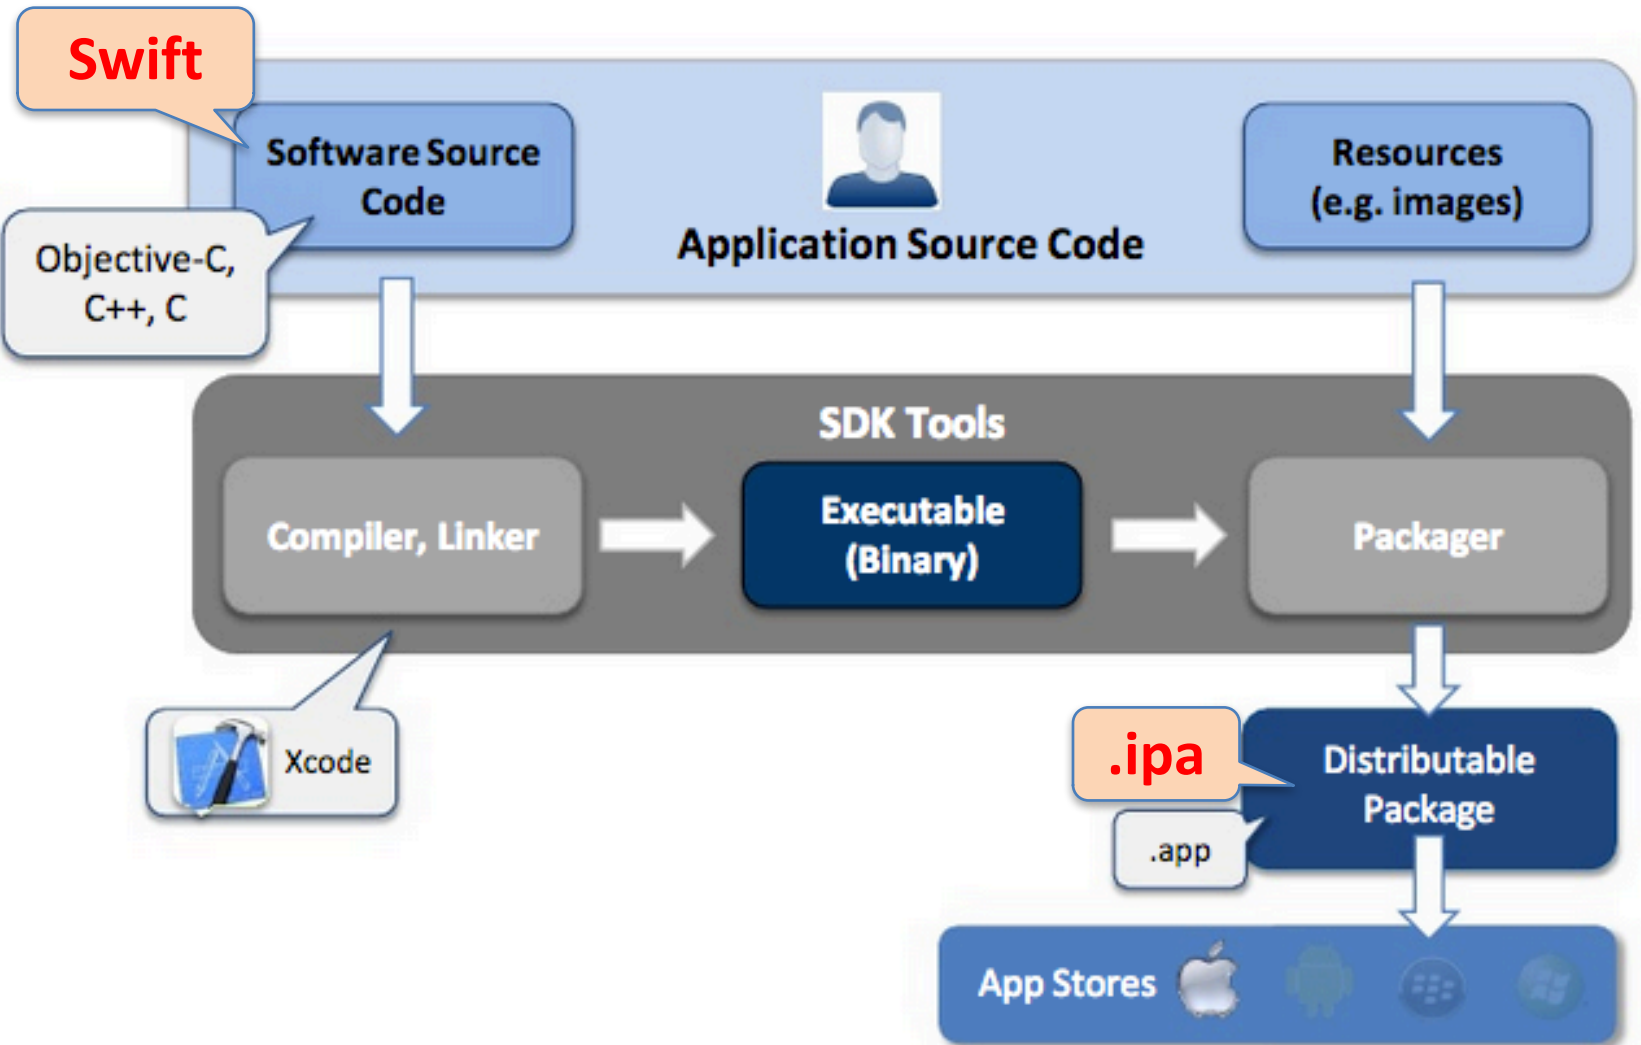 Swift
Software Source
Code
Objective-C,
C++, C
Application Source Code
Resources
(e.g. images)
SDK Tools
Compiler, Linker
Executable
(Binary)
Packager
Xcode
.ipa
.app
Distributable
Package
App Stores